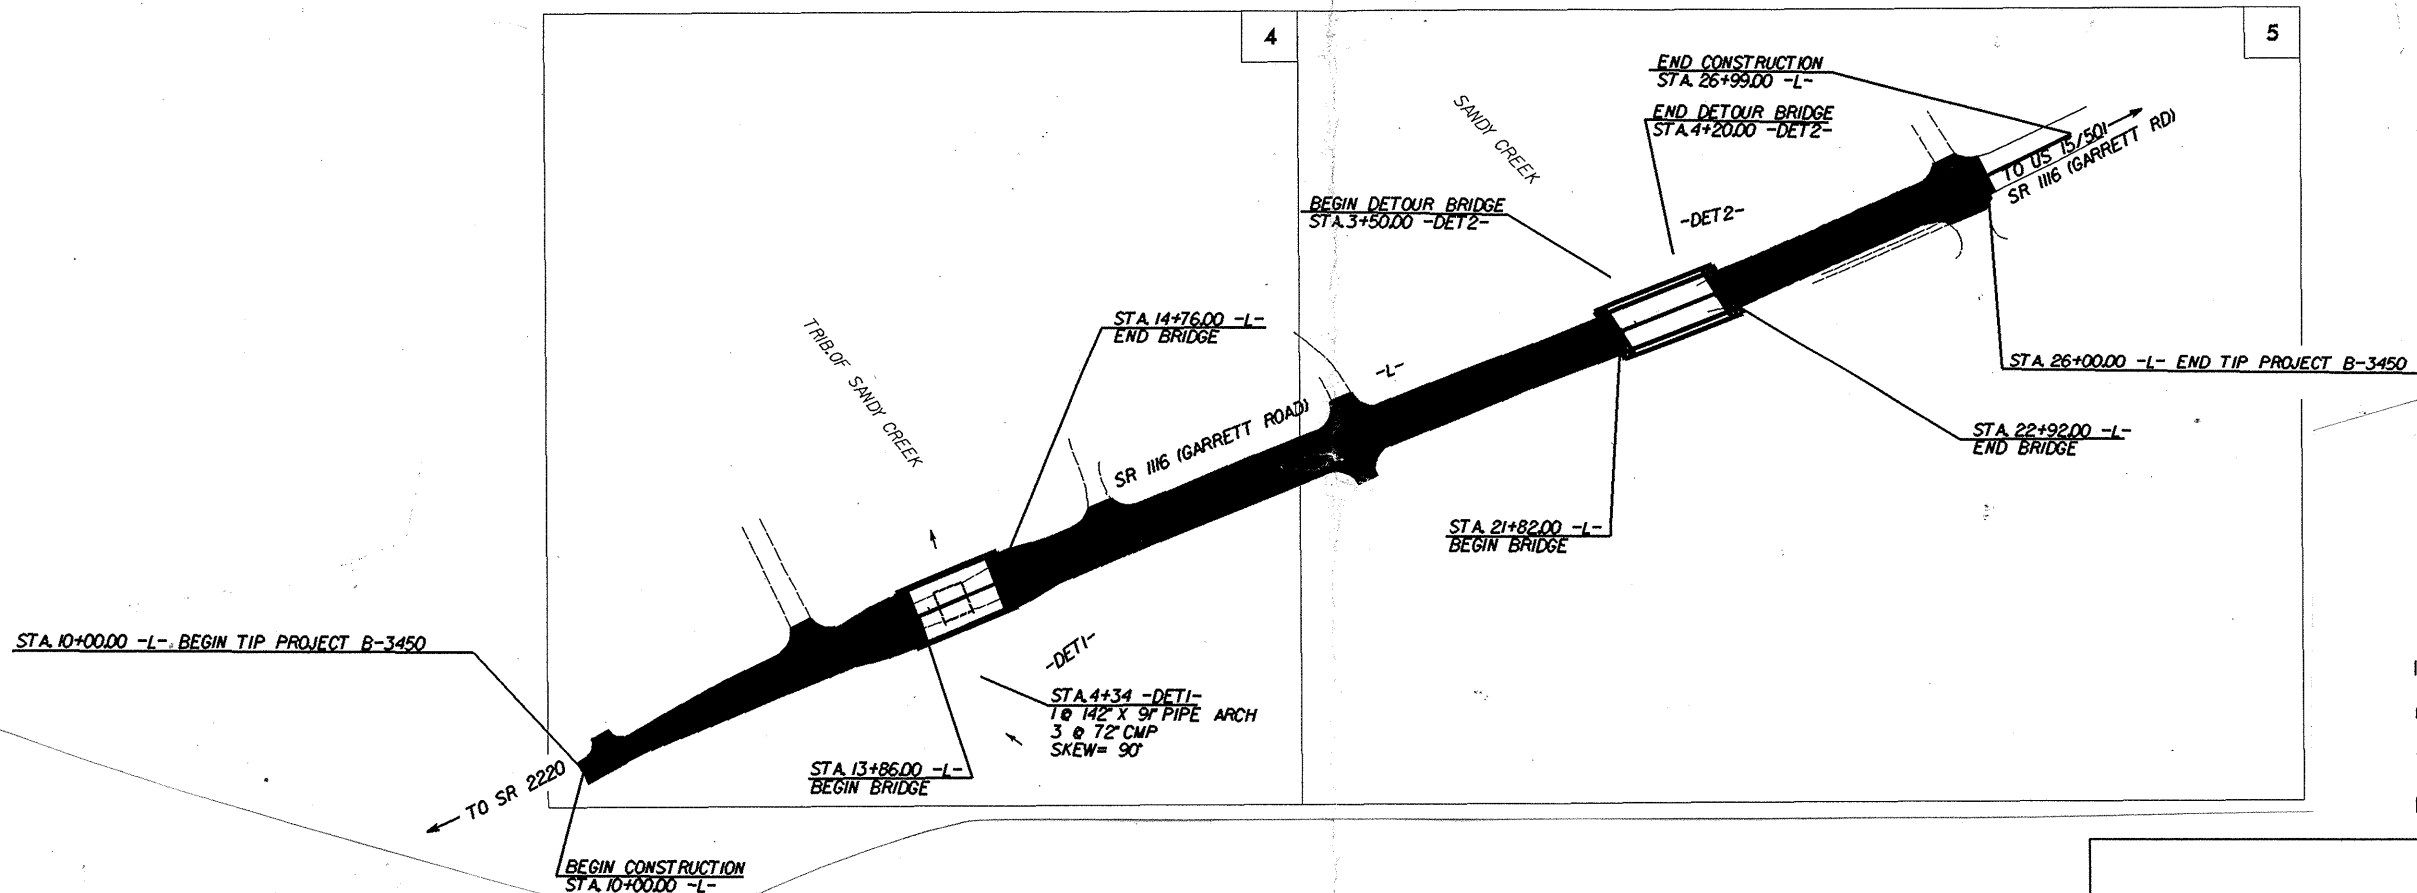 4
5
END CONSTRUCTION
STA. 26+99.00 -L-
END DETOUR BRIDGE
STA. 4+20.00 -DET2-
SANDY CREEK
TO US 15/501
SR 1116 (GARRETT RD)
BEGIN DETOUR BRIDGE
STA. 3+50.00 -DET2-
-DET2-
STA. 14+76.00 -L-
END BRIDGE
TRIB. OF SANDY CREEK
-L-
STA. 26+00.00 -L- END TIP PROJECT B-3450
SR 1116 (GARRETT ROAD)
STA. 22+92.00 -L-
END BRIDGE
STA. 21+82.00 -L-
BEGIN BRIDGE
STA. 10+00.00 -L- BEGIN TIP PROJECT B-3450
-DET1-
STA. 4+34 -DET1-
1 @ 142" X 91" PIPE ARCH
3 @ 72" CMP
SKEW= 90°
STA. 13+86.00 -L-
BEGIN BRIDGE
TO SR 2220
BEGIN CONSTRUCTION
STA. 10+00.00 -L-